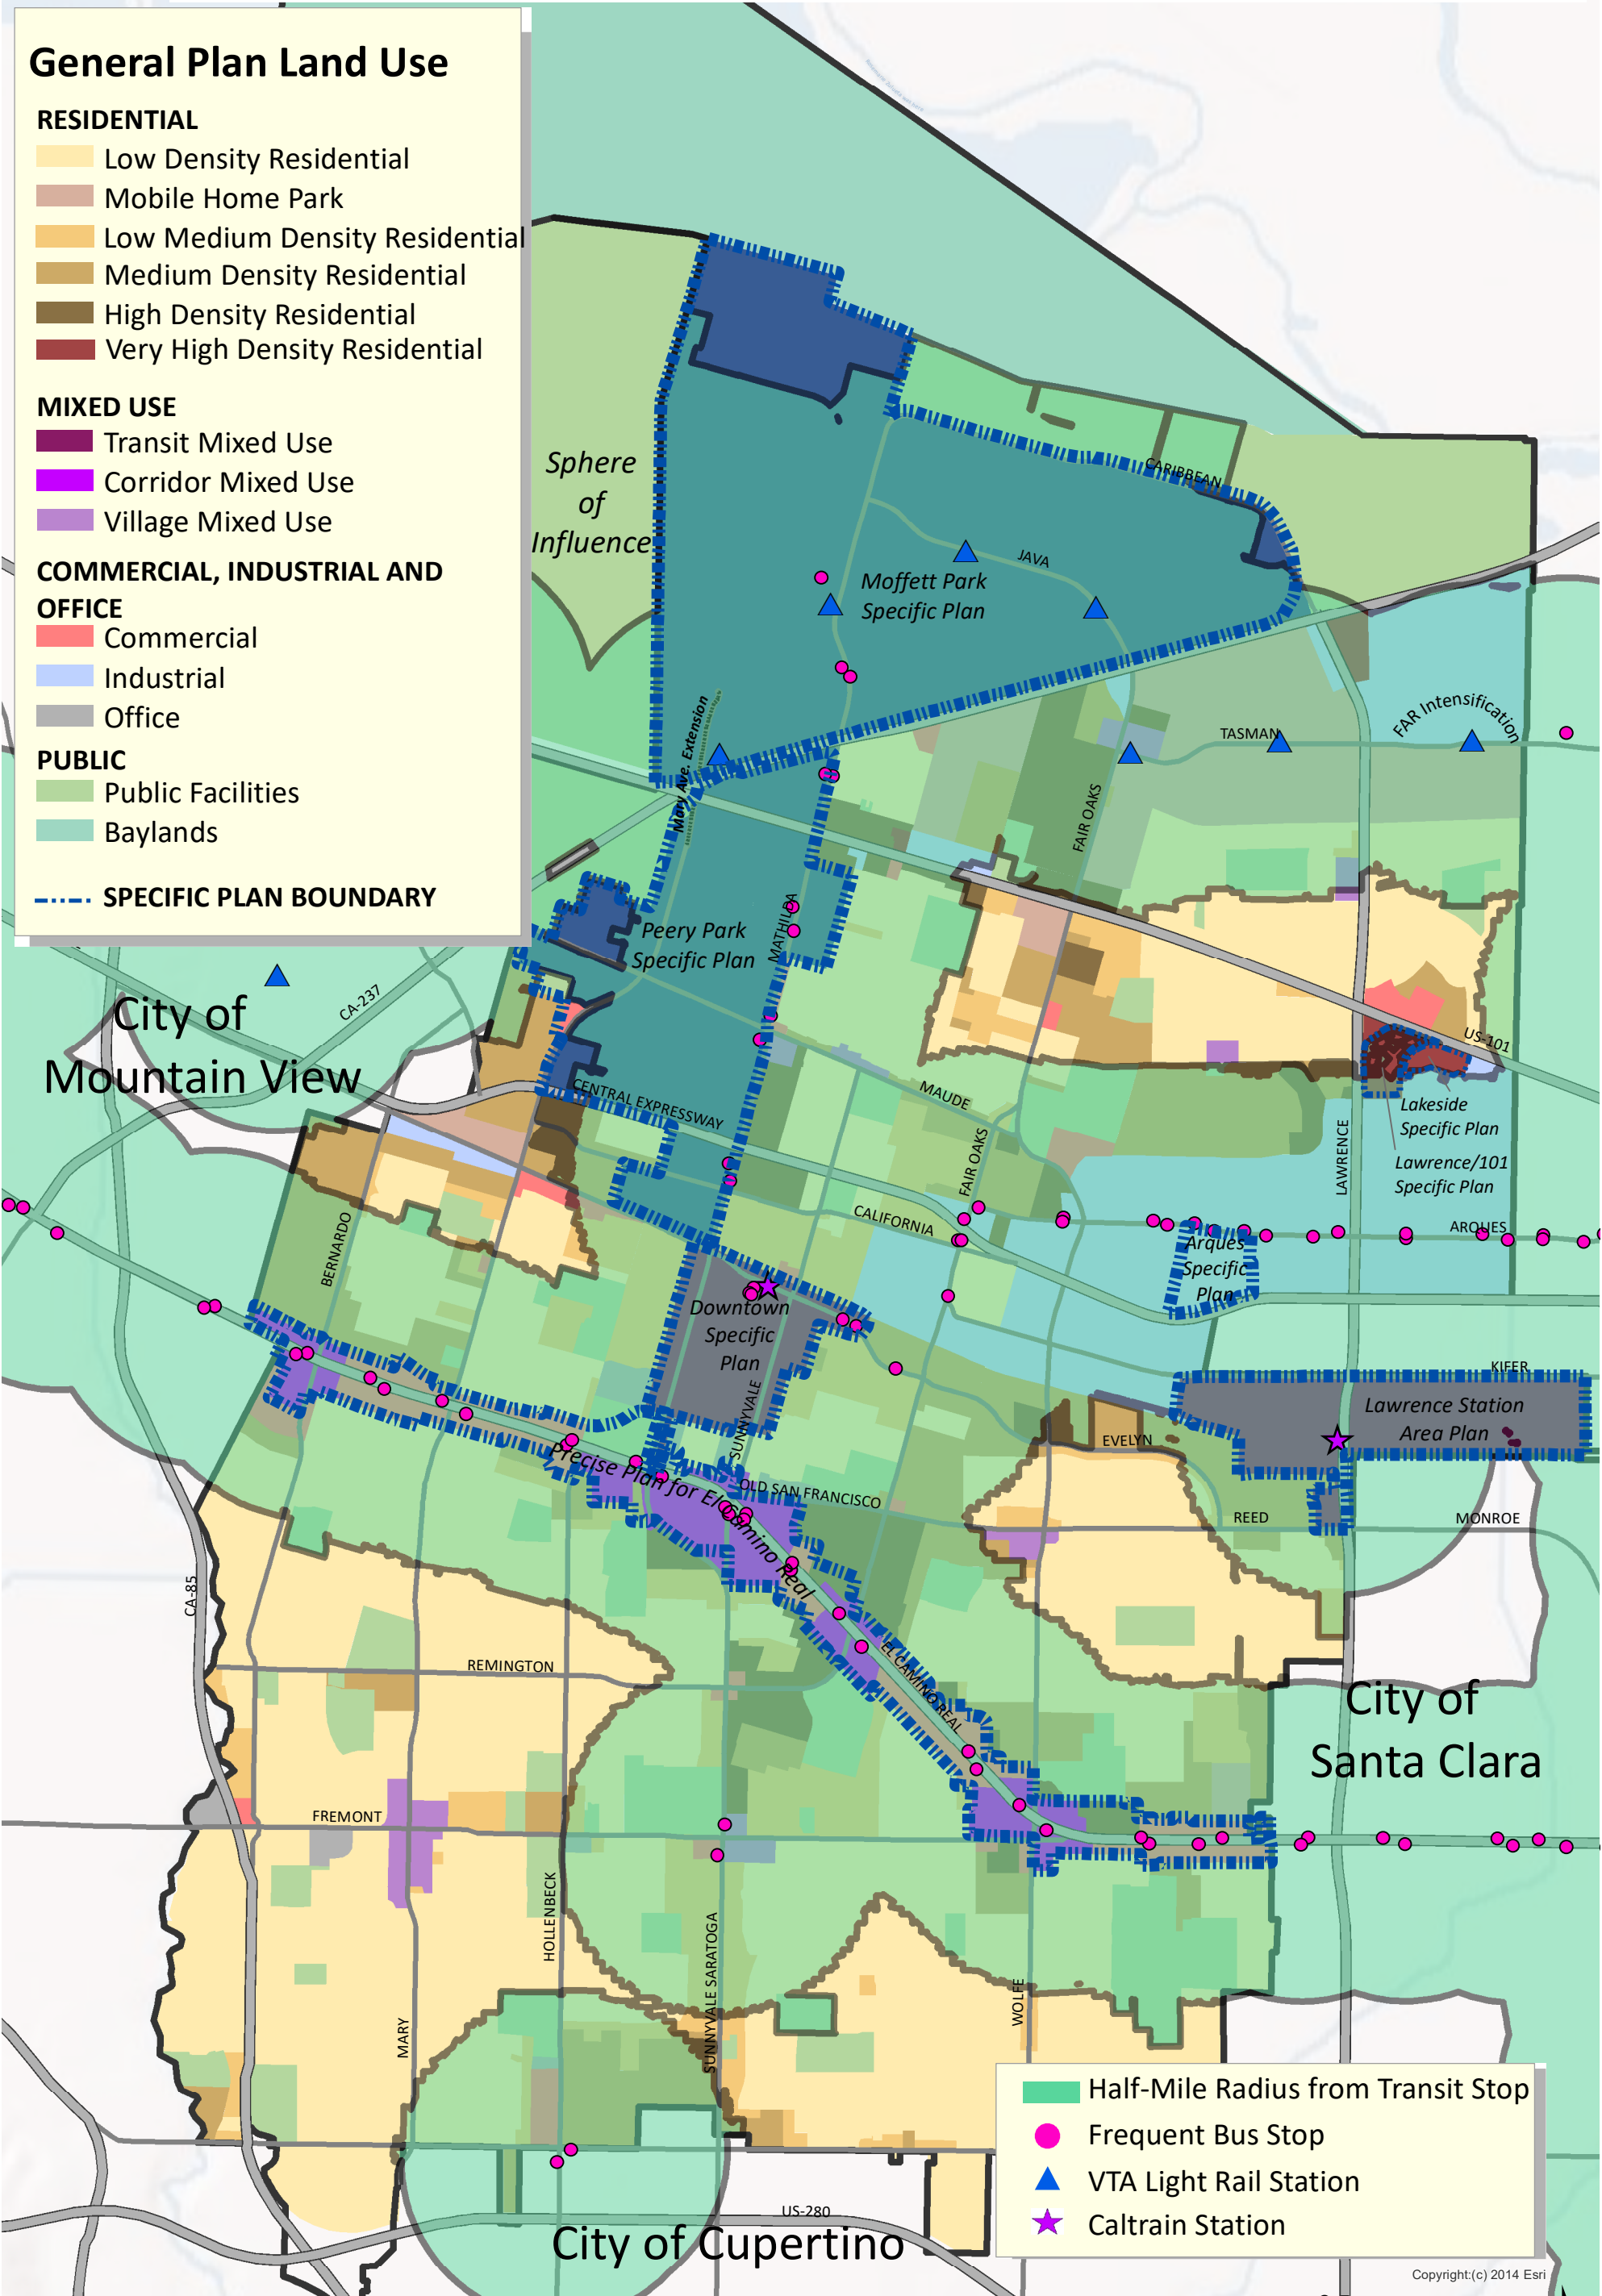 General Plan Land Use
RESIDENTIAL
Low Density Residential
Mobile Home Park
Low Medium Density Residential
Medium Density Residential
High Density Residential
Very High Density Residential
MIXED USE
Transit Mixed Use
Corridor Mixed Use
Village Mixed Use
COMMERCIAL, INDUSTRIAL AND
OFFICE
Commercial
Industrial
Office
PUBLIC
Public Facilities
Baylands
SPECIFIC PLAN BOUNDARY
Sphere
of
Influence
CARIBBEAN
JAVA
Moffett Park
Specific Plan
Mary Ave. Extension
TASMAN
FAR Intensification
FAIR OAKS
MATHILDA
Peery Park
Specific Plan
CA-237
City of
Mountain View
US-101
CENTRAL EXPRESSWAY
MAUDE
Lakeside
Specific Plan
Lawrence/101
Specific Plan
LAWRENCE
FAIR OAKS
CALIFORNIA
ARQUES
BERNARDO
Arques
Specific
Plan
Downtown
Specific
Plan
KIFER
SUNNYVALE
Lawrence Station
Area Plan
EVELYN
Precise Plan for El Camino Real
OLD SAN FRANCISCO
REED
MONROE
CA-85
REMINGTON
EL CAMINO REAL
City of
Santa Clara
FREMONT
HOLLENBECK
SUNNYVALE SARATOGA
WOLFE
MARY
US-280
City of Cupertino
Half-Mile Radius from Transit Stop
Frequent Bus Stop
VTA Light Rail Station
Caltrain Station
Copyright:(c) 2014 Esri